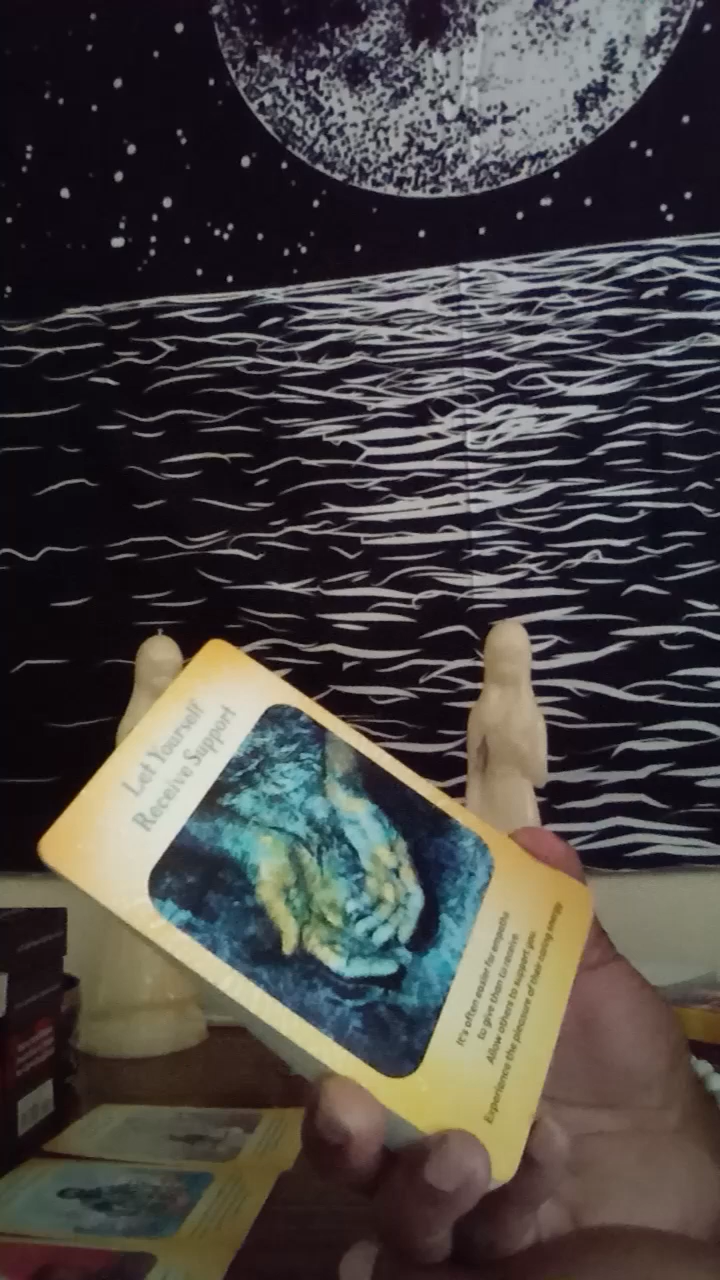 Let Yourself
Receive Support
It's often easier for empaths
to give than to receive.
Allow others to support you.
Experience the pleasure of their caring energy